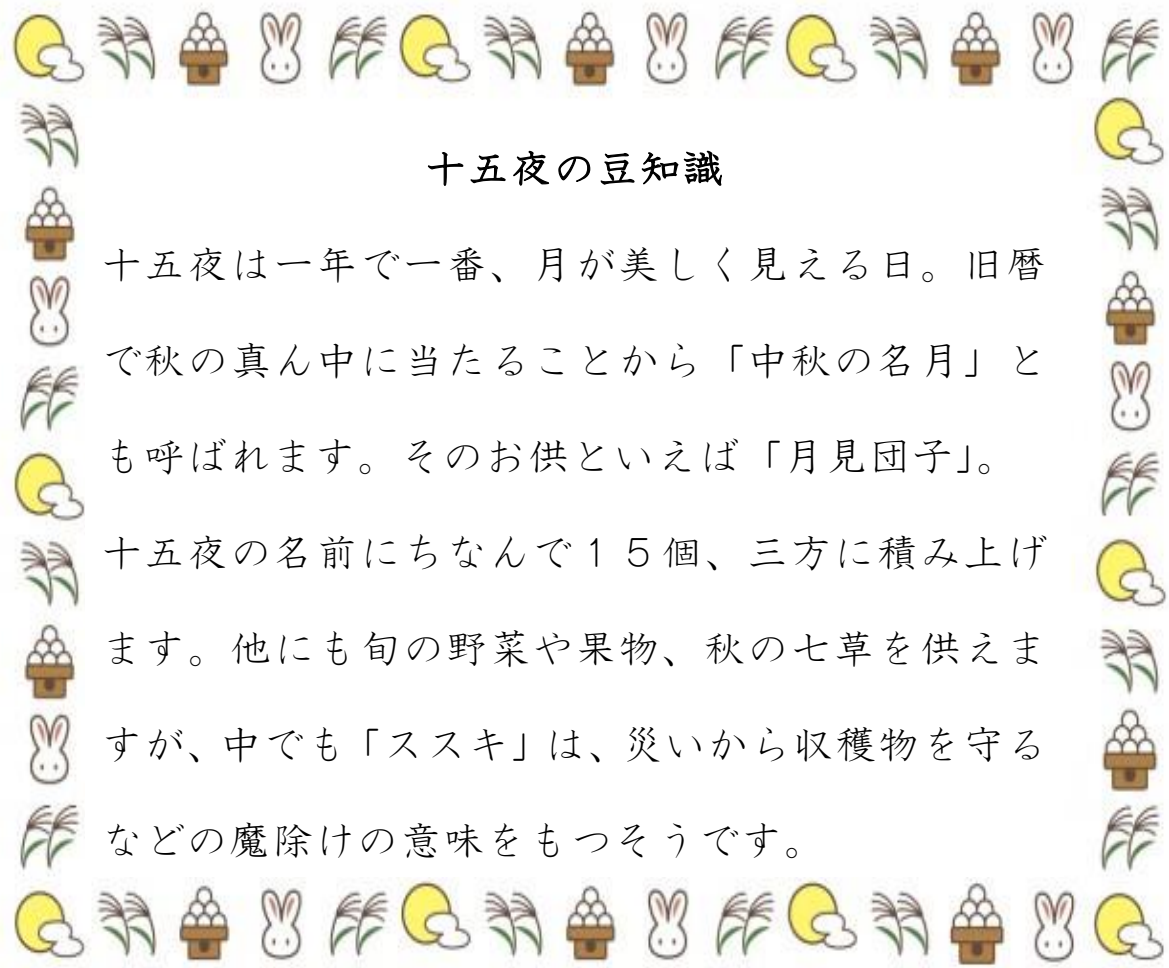 十五夜の豆知識
十五夜は一年で一番、月が美しく見える日。旧暦
で秋の真ん中に当たることから「中秋の名月」と
も呼ばれます。そのお供といえば「月見団子」。
十五夜の名前にちなんで１５個、三方に積み上げ
ます。他にも旬の野菜や果物、秋の七草を供えま
すが、中でも「ススキ」は、災いから収穫物を守る
などの魔除けの意味をもつそうです。